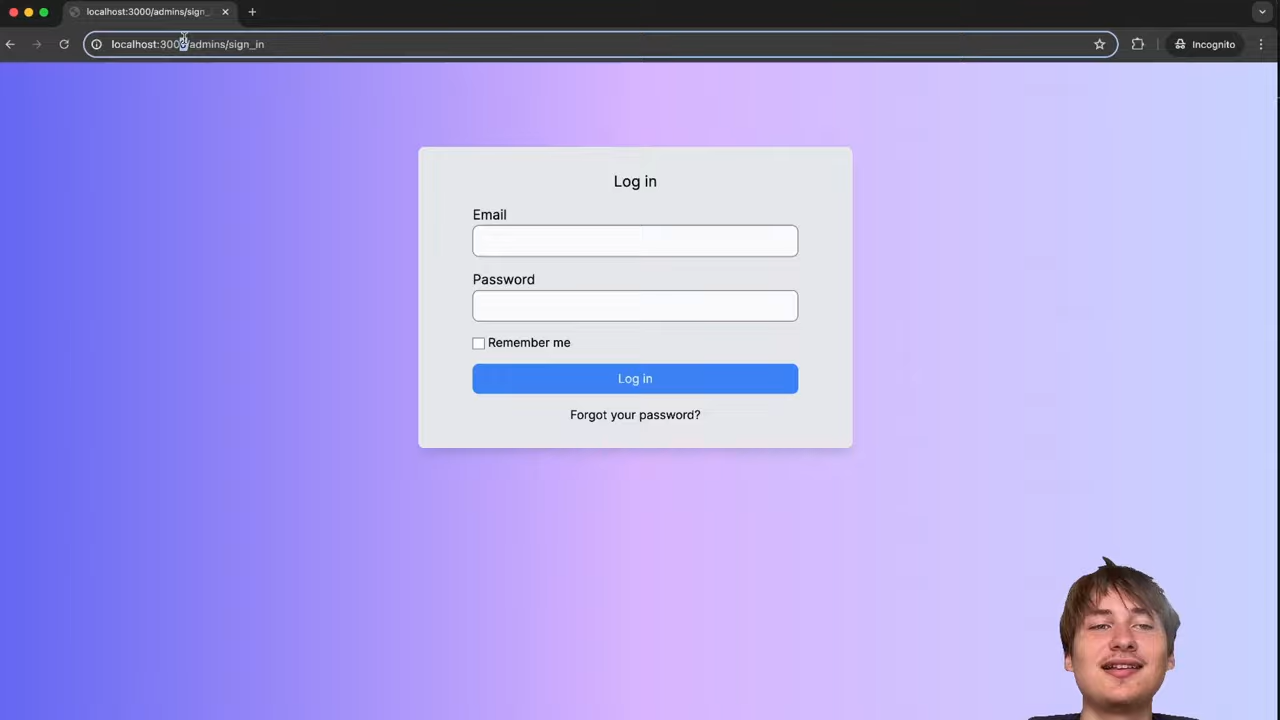 localhost:3000/admins/sign_
localhost:3000/admins/sign_in
Incognito
Log in
Email
Password
Remember me
Log in
Forgot your password?